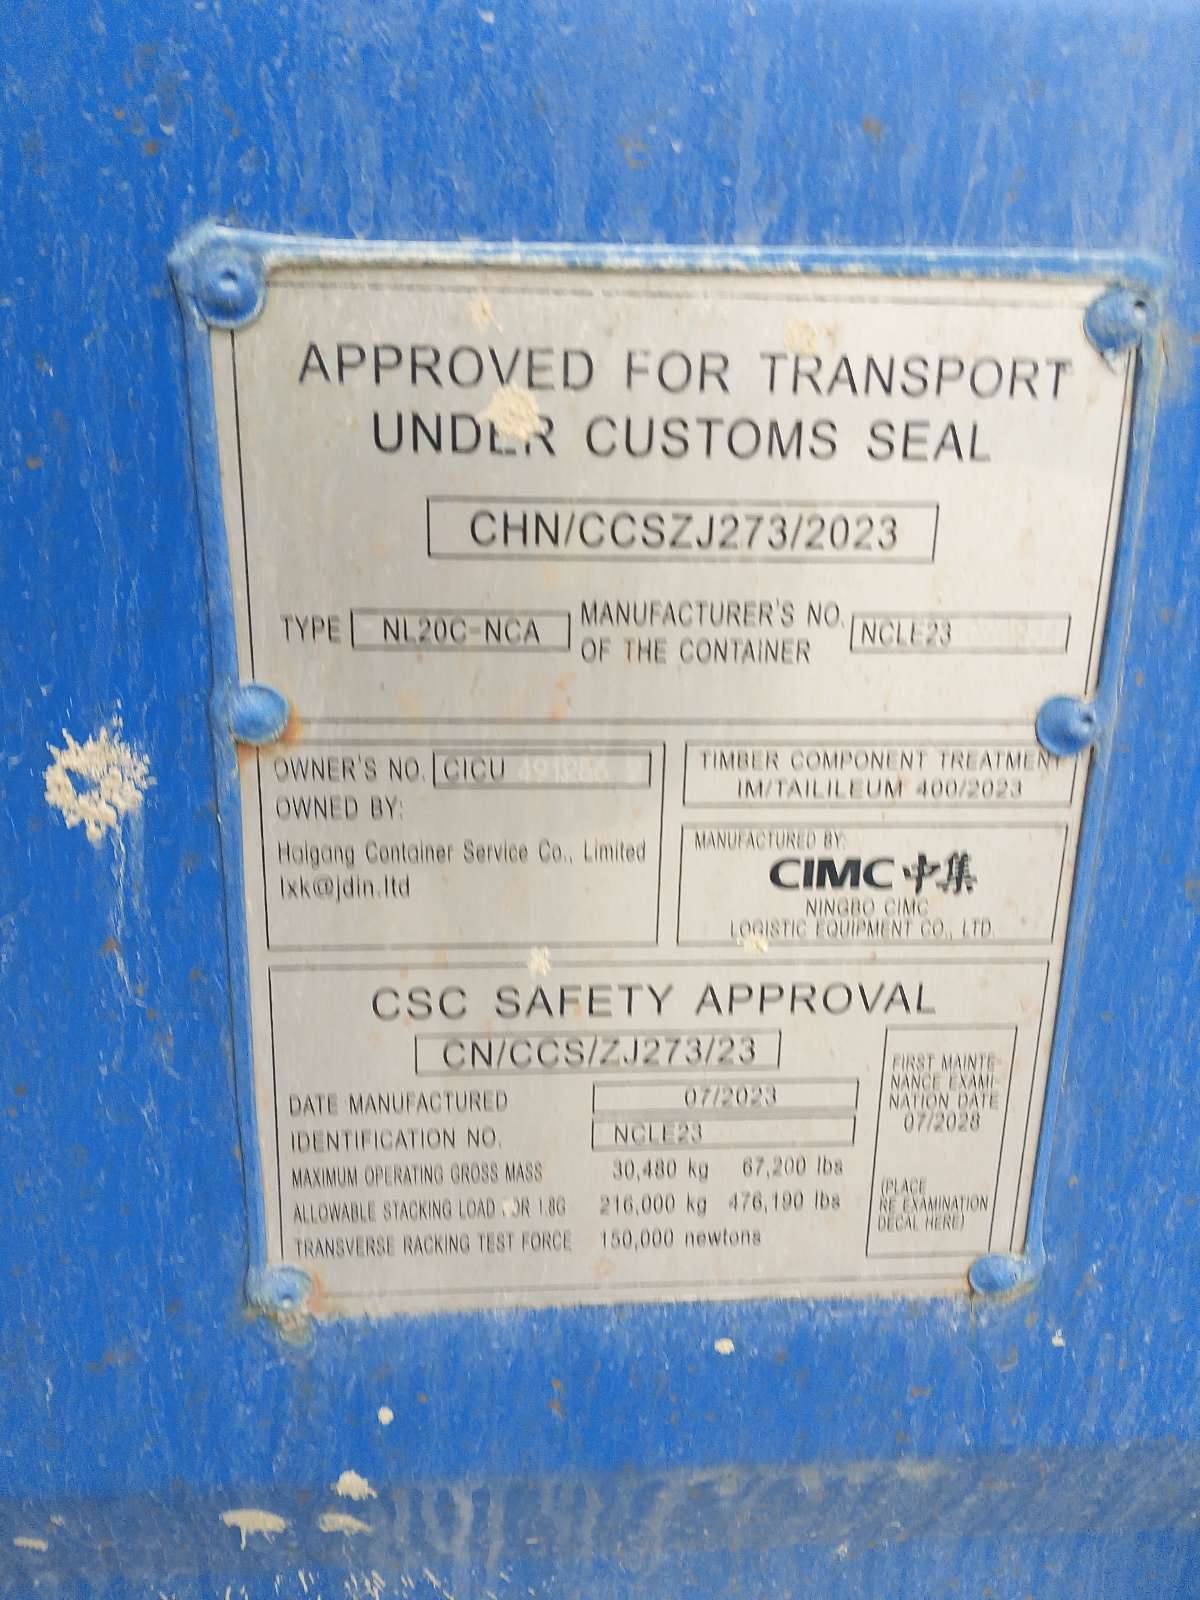 APPROVED FOR TRANSPORT
UNDER CUSTOMS SEAL
CHN/CCSZJ273/2023
TYPE NL20C-NCA MANUFACTURER'S NO. OF THE CONTAINER NCLE23
OWNER'S NO. CICU
OWNED BY:
Haigang Container Service Co., Limited
lxk@jdin.ltd
TIMBER COMPONENT TREATMENT
IM/TAILILEUM 400/2023
MANUFACTURED BY:
CIMC 中集
NINGBO CIMC
LOGISTIC EQUIPMENT CO., LTD.
CSC SAFETY APPROVAL
CN/CCS/ZJ273/23
DATE MANUFACTURED 07/2023
IDENTIFICATION NO. NCLE23
MAXIMUM OPERATING GROSS MASS 30,480 kg 67,200 lbs
ALLOWABLE STACKING LOAD FOR 1.8G 216,000 kg 476,190 lbs
TRANSVERSE RACKING TEST FORCE 150,000 newtons
FIRST MAINTE-
NANCE EXAMI-
NATION DATE
07/2028
(PLACE
RE EXAMINATION
DECAL HERE)